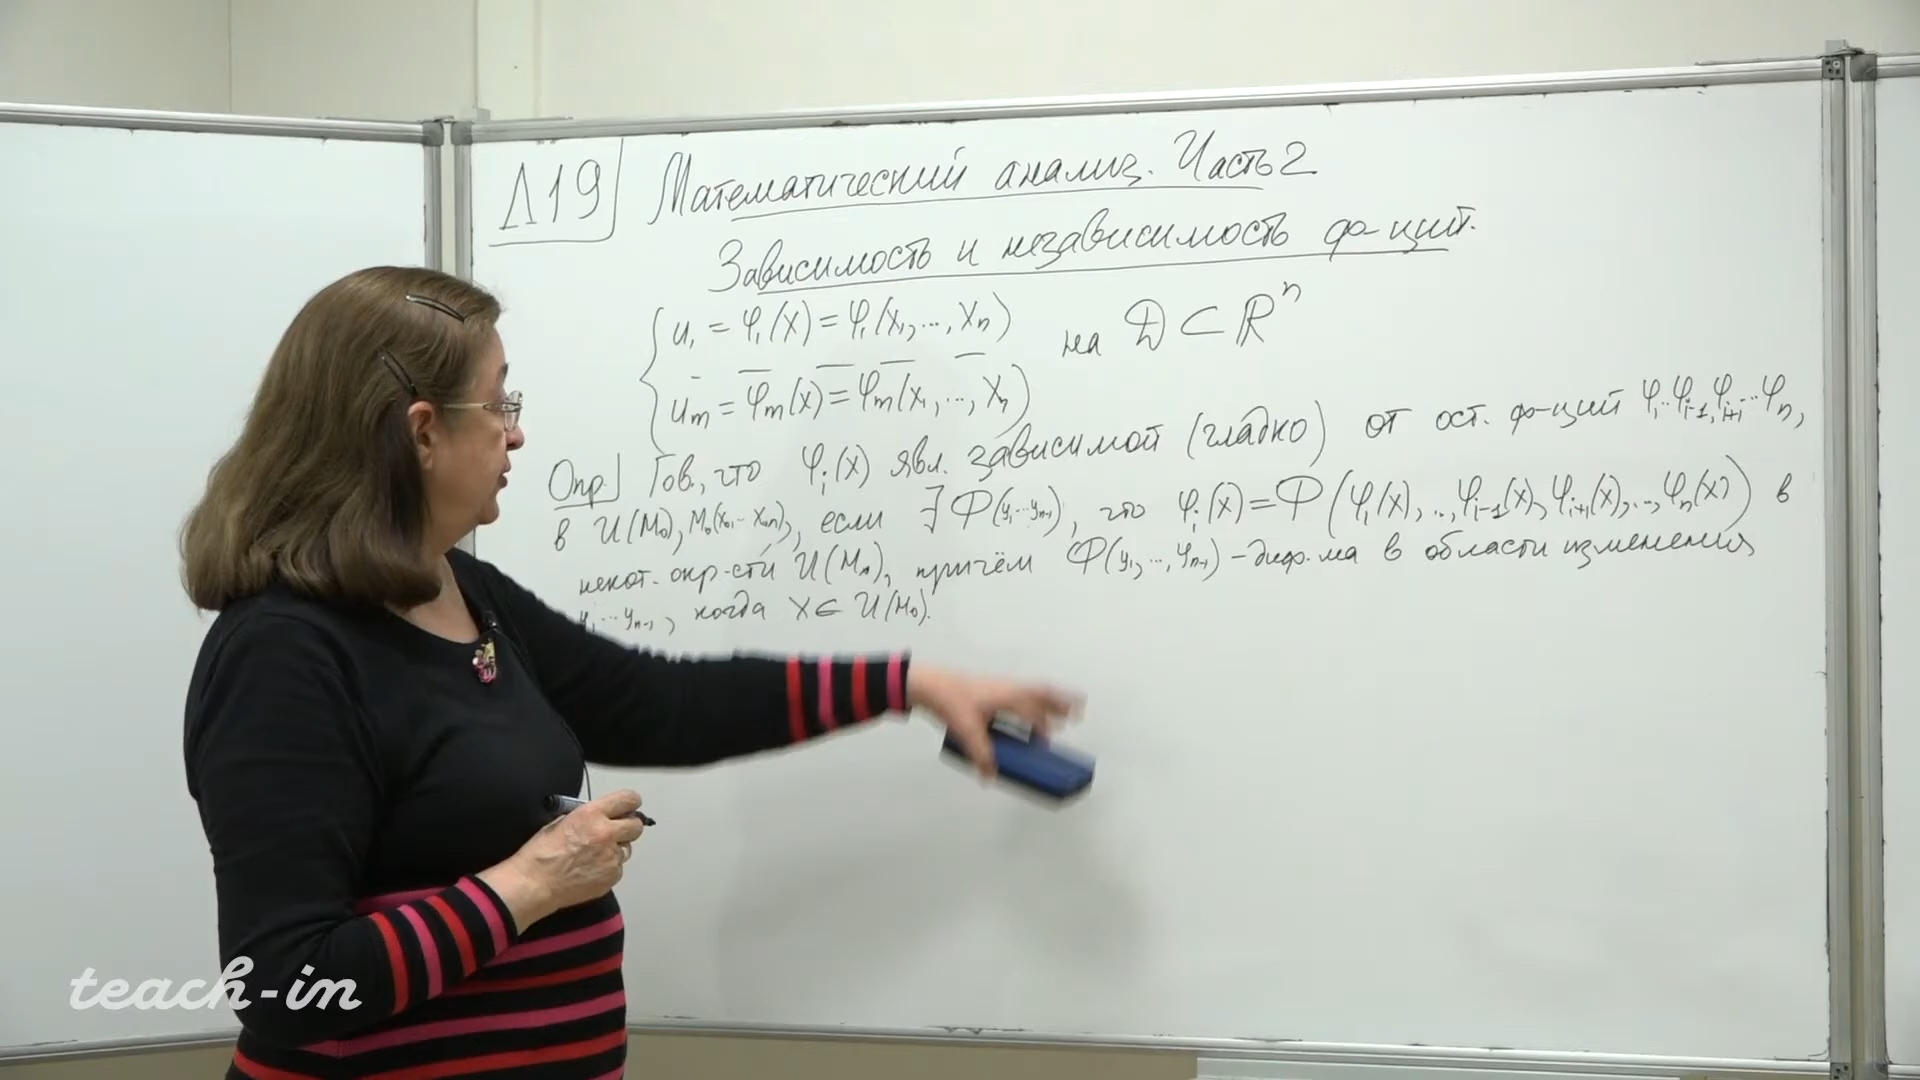 Л19 Математический анализ. Часть 2
Зависимость и независимость ф-ций.
u₁ = φ₁(x) = φ₁(x₁, ..., xₙ) на D ⊂ ℝⁿ
uₘ = φₘ(x) = φₘ(x₁, ..., xₙ)
Опр. Гов., что φᵢ(x) явл. зависимой (гладко) от ост. ф-ций φ₁...φᵢ₋₁, φᵢ₊₁...φₙ,
в U(M₀), M₀(x₀₁...x₀ₙ), если ∃ Ф(y₁...yₙ₋₁), что φᵢ(x) = Ф(φ₁(x), ..., φᵢ₋₁(x), φᵢ₊₁(x), ..., φₙ(x)) в
некот. окр-сти U(M₀), причём Ф(y₁, ..., yₙ₋₁) - диф-ма в области изменения
y₁...yₙ₋₁, когда x ∈ U(M₀).
teach-in